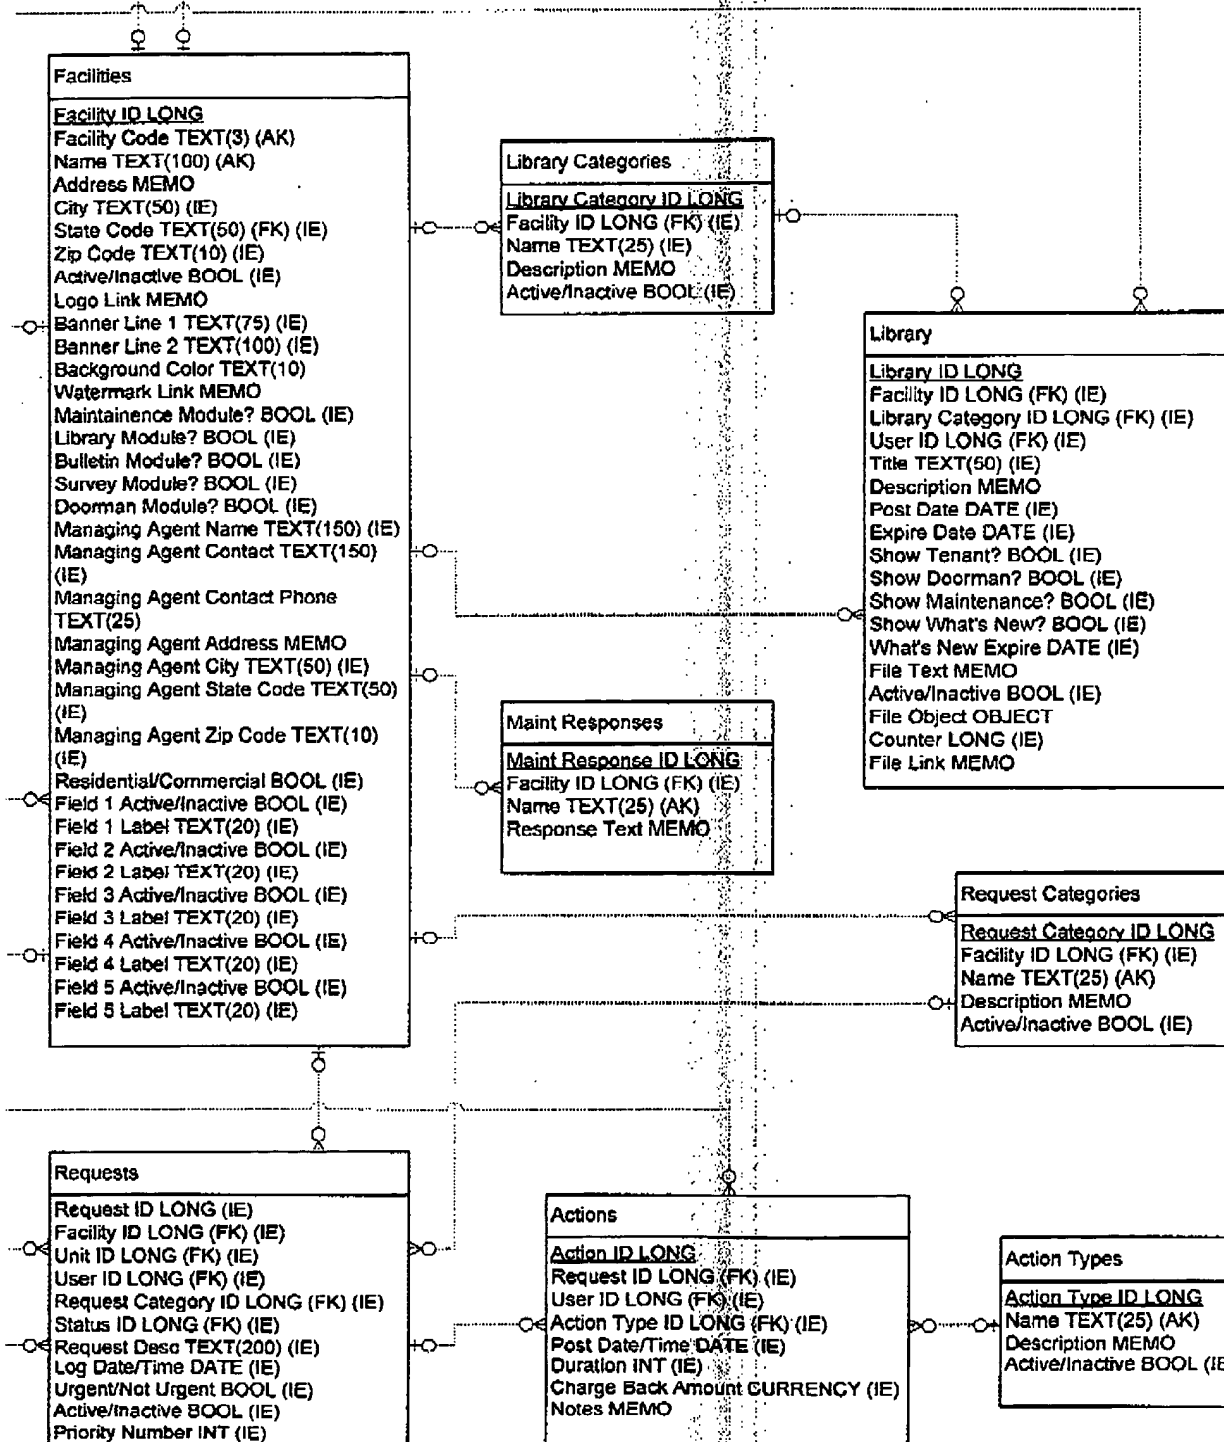 Facilities
Facility ID LONG
Facility Code TEXT(3) (AK)
Name TEXT(100) (AK)
Address MEMO
City TEXT(50) (IE)
State Code TEXT(50) (FK) (IE)
Zip Code TEXT(10) (IE)
Active/Inactive BOOL (IE)
Logo Link MEMO
Banner Line 1 TEXT(75) (IE)
Banner Line 2 TEXT(100) (IE)
Background Color TEXT(10)
Watermark Link MEMO
Maintainence Module? BOOL (IE)
Library Module? BOOL (IE)
Bulletin Module? BOOL (IE)
Survey Module? BOOL (IE)
Doorman Module? BOOL (IE)
Managing Agent Name TEXT(150) (IE)
Managing Agent Contact TEXT(150)
(IE)
Managing Agent Contact Phone
TEXT(25)
Managing Agent Address MEMO
Managing Agent City TEXT(50) (IE)
Managing Agent State Code TEXT(50)
(IE)
Managing Agent Zip Code TEXT(10)
(IE)
Residential/Commercial BOOL (IE)
Field 1 Active/Inactive BOOL (IE)
Field 1 Label TEXT(20) (IE)
Field 2 Active/Inactive BOOL (IE)
Field 2 Label TEXT(20) (IE)
Field 3 Active/Inactive BOOL (IE)
Field 3 Label TEXT(20) (IE)
Field 4 Active/Inactive BOOL (IE)
Field 4 Label TEXT(20) (IE)
Field 5 Active/Inactive BOOL (IE)
Field 5 Label TEXT(20) (IE)
Library Categories
Library Category ID LONG
Facility ID LONG (FK) (IE)
Name TEXT(25) (IE)
Description MEMO
Active/Inactive BOOL (IE)
Library
Library ID LONG
Facility ID LONG (FK) (IE)
Library Category ID LONG (FK) (IE)
User ID LONG (FK) (IE)
Title TEXT(50) (IE)
Description MEMO
Post Date DATE (IE)
Expire Date DATE (IE)
Show Tenant? BOOL (IE)
Show Doorman? BOOL (IE)
Show Maintenance? BOOL (IE)
Show What's New? BOOL (IE)
What's New Expire DATE (IE)
File Text MEMO
Active/Inactive BOOL (IE)
File Object OBJECT
Counter LONG (IE)
File Link MEMO
Maint Responses
Maint Response ID LONG
Facility ID LONG (FK) (IE)
Name TEXT(25) (AK)
Response Text MEMO
Request Categories
Request Category ID LONG
Facility ID LONG (FK) (IE)
Name TEXT(25) (AK)
Description MEMO
Active/Inactive BOOL (IE)
Requests
Request ID LONG (IE)
Facility ID LONG (FK) (IE)
Unit ID LONG (FK) (IE)
User ID LONG (FK) (IE)
Request Category ID LONG (FK) (IE)
Status ID LONG (FK) (IE)
Request Desc TEXT(200) (IE)
Log Date/Time DATE (IE)
Urgent/Not Urgent BOOL (IE)
Active/Inactive BOOL (IE)
Priority Number INT (IE)
Actions
Action ID LONG
Request ID LONG (FK) (IE)
User ID LONG (FK) (IE)
Action Type ID LONG (FK) (IE)
Post Date/Time DATE (IE)
Duration INT (IE)
Charge Back Amount CURRENCY (IE)
Notes MEMO
Action Types
Action Type ID LONG
Name TEXT(25) (AK)
Description MEMO
Active/Inactive BOOL (IE